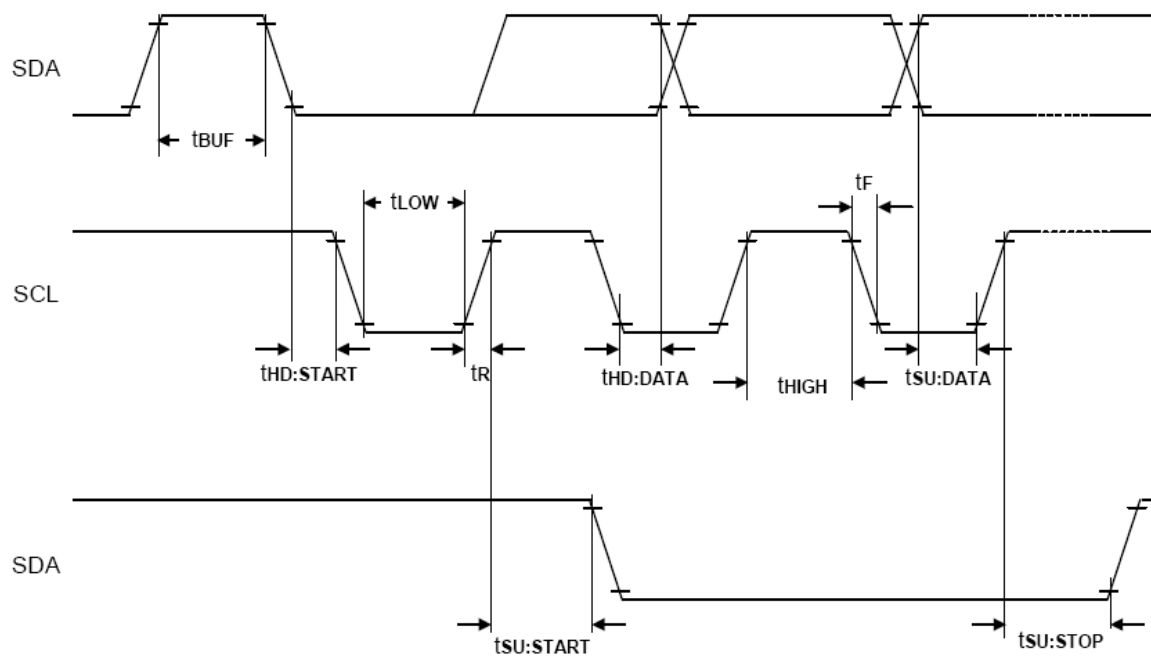 SDA
tBUF
tF
tLOW
SCL
tHD:START
tR
tHD:DATA
tHIGH
tSU:DATA
SDA
tSU:START
tSU:STOP